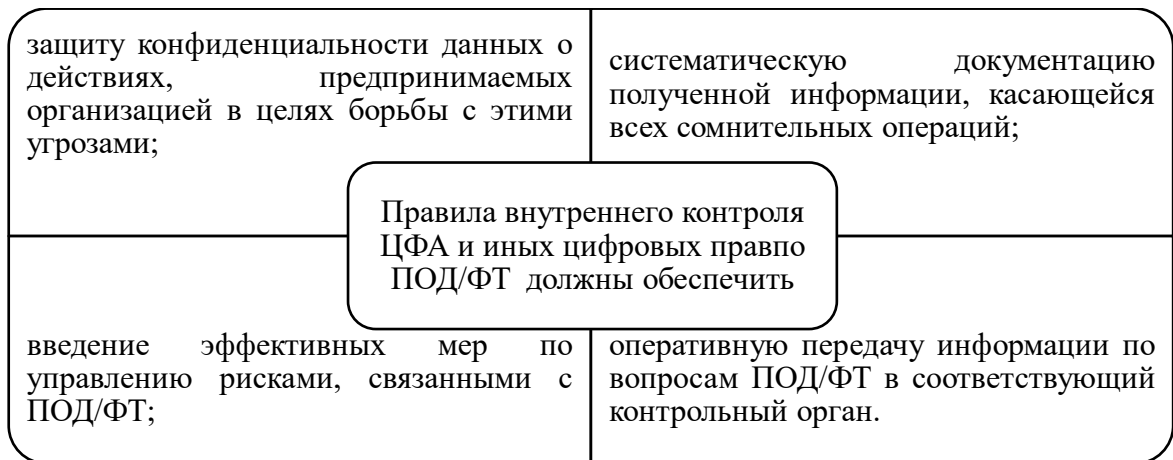 защиту конфиденциальности данных о
действиях, предпринимаемых
организацией в целях борьбы с этими
угрозами;
систематическую документацию
полученной информации, касающейся
всех сомнительных операций;
Правила внутреннего контроля
ЦФА и иных цифровых правпо
ПОД/ФТ должны обеспечить
введение эффективных мер по
управлению рисками, связанными с
ПОД/ФТ;
оперативную передачу информации по
вопросам ПОД/ФТ в соответствующий
контрольный орган.